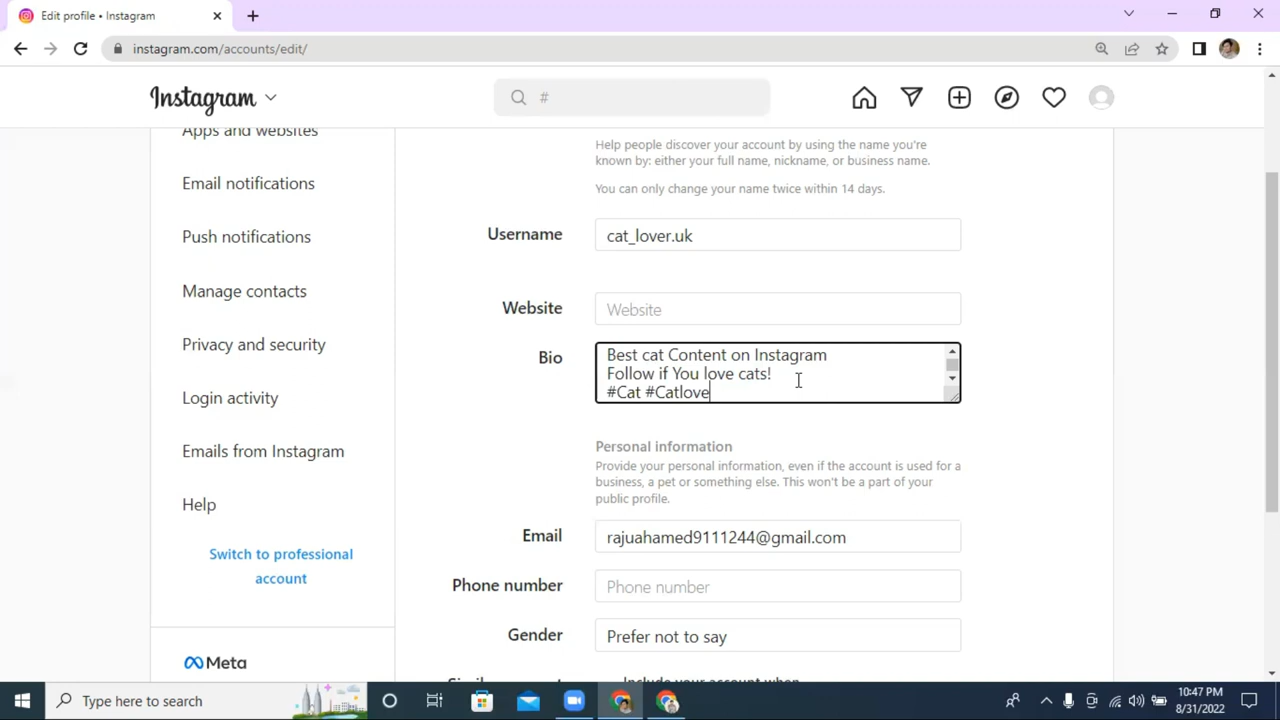 Edit profile • Instagram
instagram.com/accounts/edit/
Instagram
#
Apps and websites
Email notifications
Push notifications
Manage contacts
Privacy and security
Login activity
Emails from Instagram
Help
Switch to professional
account
Meta
Help people discover your account by using the name you're
known by: either your full name, nickname, or business name.
You can only change your name twice within 14 days.
Username
cat_lover.uk
Website
Website
Bio
Best cat Content on Instagram
Follow if You love cats!
#Cat #Catlove
Personal information
Provide your personal information, even if the account is used for a
business, a pet or something else. This won't be a part of your
public profile.
Email
rajuahamed9111244@gmail.com
Phone number
Phone number
Gender
Prefer not to say
Include your account when
Type here to search
10:47 PM
8/31/2022